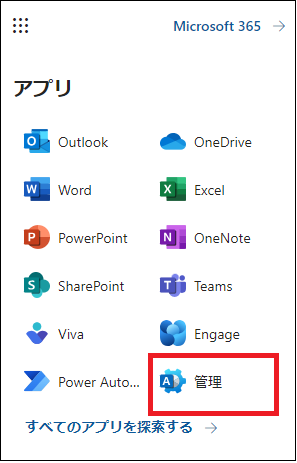 Microsoft 365 →
アプリ
Outlook OneDrive
Word Excel
PowerPoint OneNote
SharePoint Teams
Viva Engage
Power Auto... 管理
すべてのアプリを探索する →